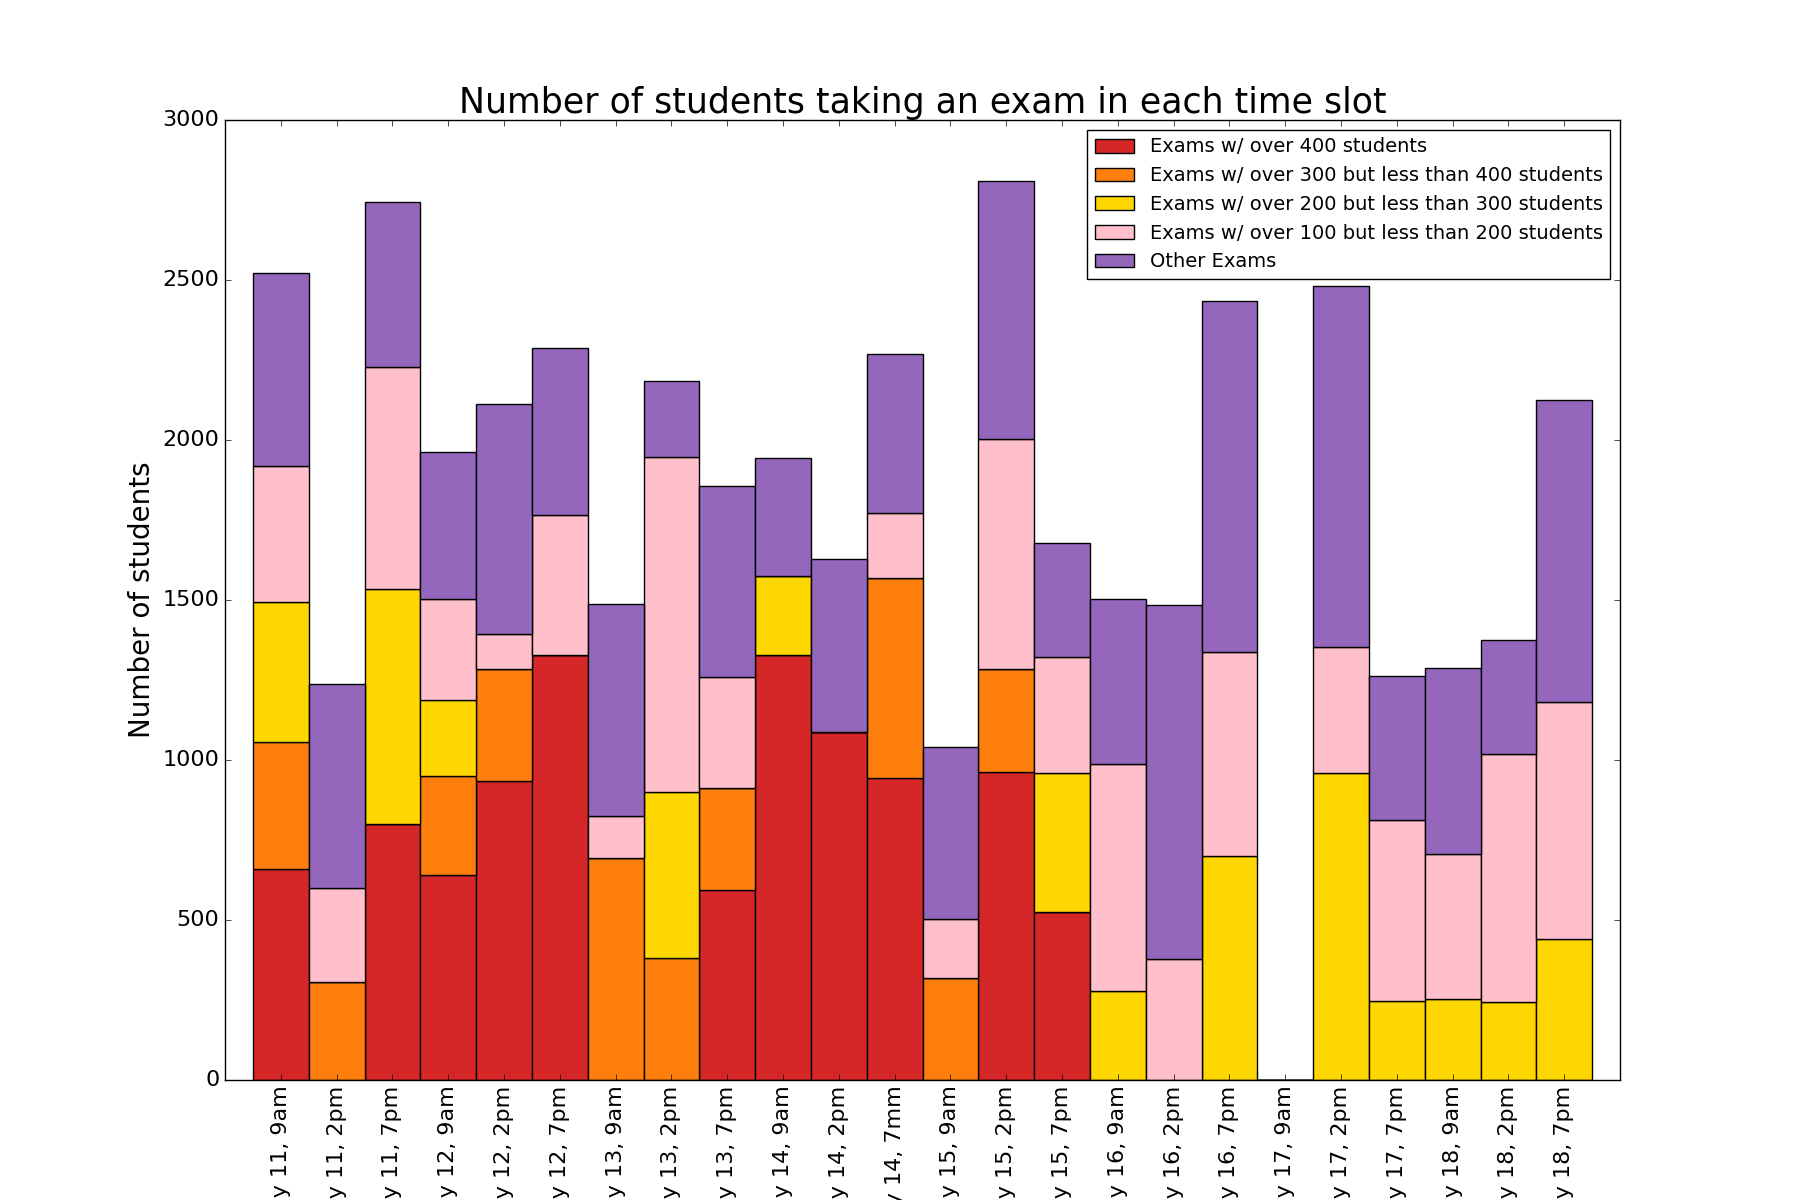 Number of students taking an exam in each time slot
Exams w/ over 400 students
Exams w/ over 300 but less than 400 students
Exams w/ over 200 but less than 300 students
Exams w/ over 100 but less than 200 students
Other Exams
Number of students
3000
2500
2000
1500
1000
500
0
y 11, 9am
y 11, 2pm
y 11, 7pm
y 12, 9am
y 12, 2pm
y 12, 7pm
y 13, 9am
y 13, 2pm
y 13, 7pm
y 14, 9am
y 14, 2pm
y 14, 7mm
y 15, 9am
y 15, 2pm
y 15, 7pm
y 16, 9am
y 16, 2pm
y 16, 7pm
y 17, 9am
y 17, 2pm
y 17, 7pm
y 18, 9am
y 18, 2pm
y 18, 7pm